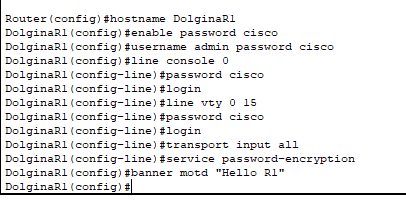 Router(config)#hostname DolginaR1
DolginaR1(config)#enable password cisco
DolginaR1(config)#username admin password cisco
DolginaR1(config)#line console 0
DolginaR1(config-line)#password cisco
DolginaR1(config-line)#login
DolginaR1(config-line)#line vty 0 15
DolginaR1(config-line)#password cisco
DolginaR1(config-line)#login
DolginaR1(config-line)#transport input all
DolginaR1(config-line)#service password-encryption
DolginaR1(config)#banner motd "Hello R1"
DolginaR1(config)#